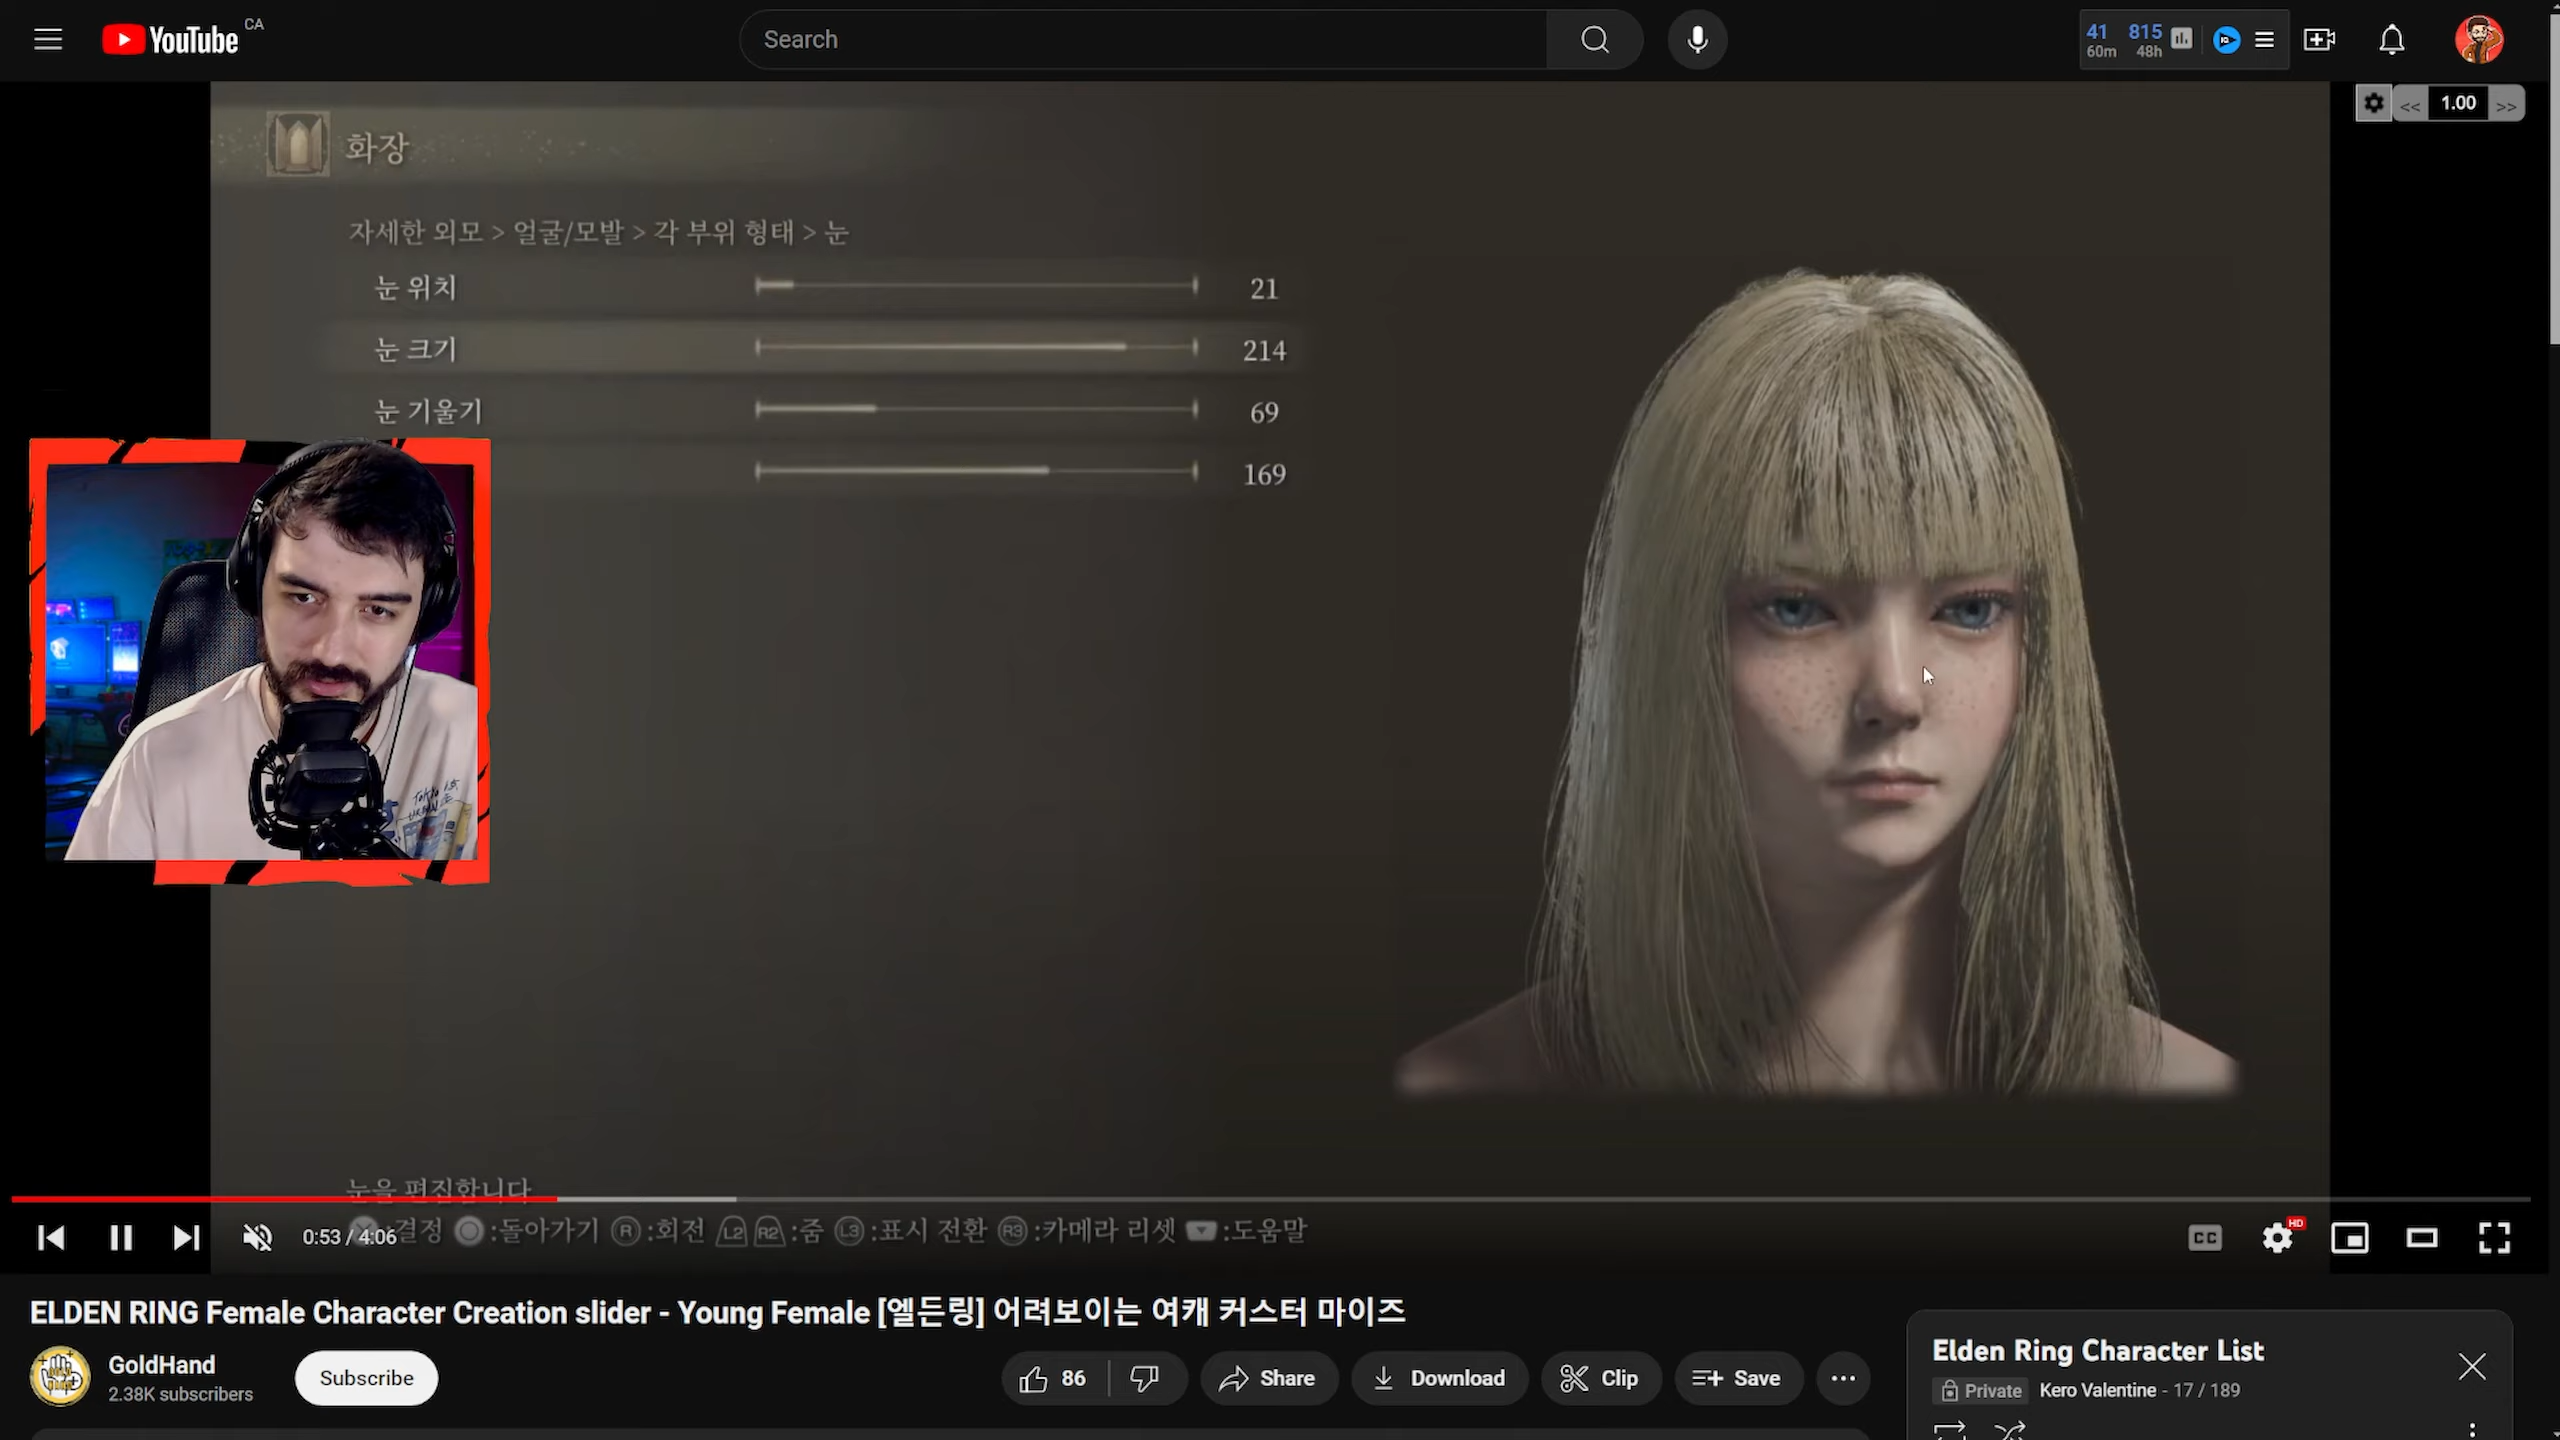 YouTube CA
Search
41 815
60m 48h
<< 1.00 >>
화장
자세한 외모 > 얼굴/모발 > 각 부위 형태 > 눈
눈 위치 21
눈 크기 214
눈 기울기 69
169
눈을 편집합니다
0:53 / 4:06
:결정 :돌아가기 R:회전 L2 R2:줌 L3:표시 전환 R3:카메라 리셋 :도움말
CC HD
ELDEN RING Female Character Creation slider - Young Female [엘든링] 어려보이는 여캐 커스터 마이즈
GoldHand
2.38K subscribers
Subscribe
86 Share Download Clip Save
Elden Ring Character List
Private Kero Valentine - 17 / 189